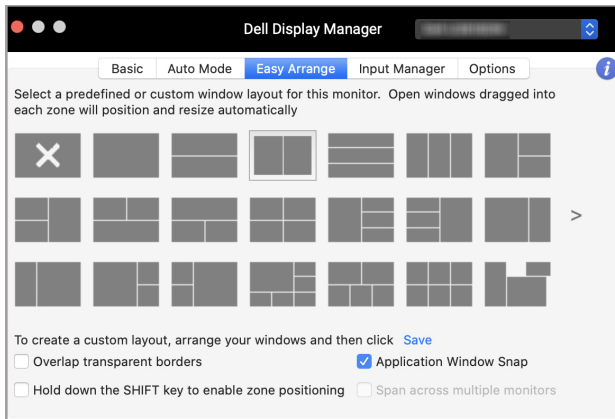 Dell Display Manager
Basic Auto Mode Easy Arrange Input Manager Options
Select a predefined or custom window layout for this monitor. Open windows dragged into
each zone will position and resize automatically
>
To create a custom layout, arrange your windows and then click Save
Overlap transparent borders Application Window Snap
Hold down the SHIFT key to enable zone positioning Span across multiple monitors